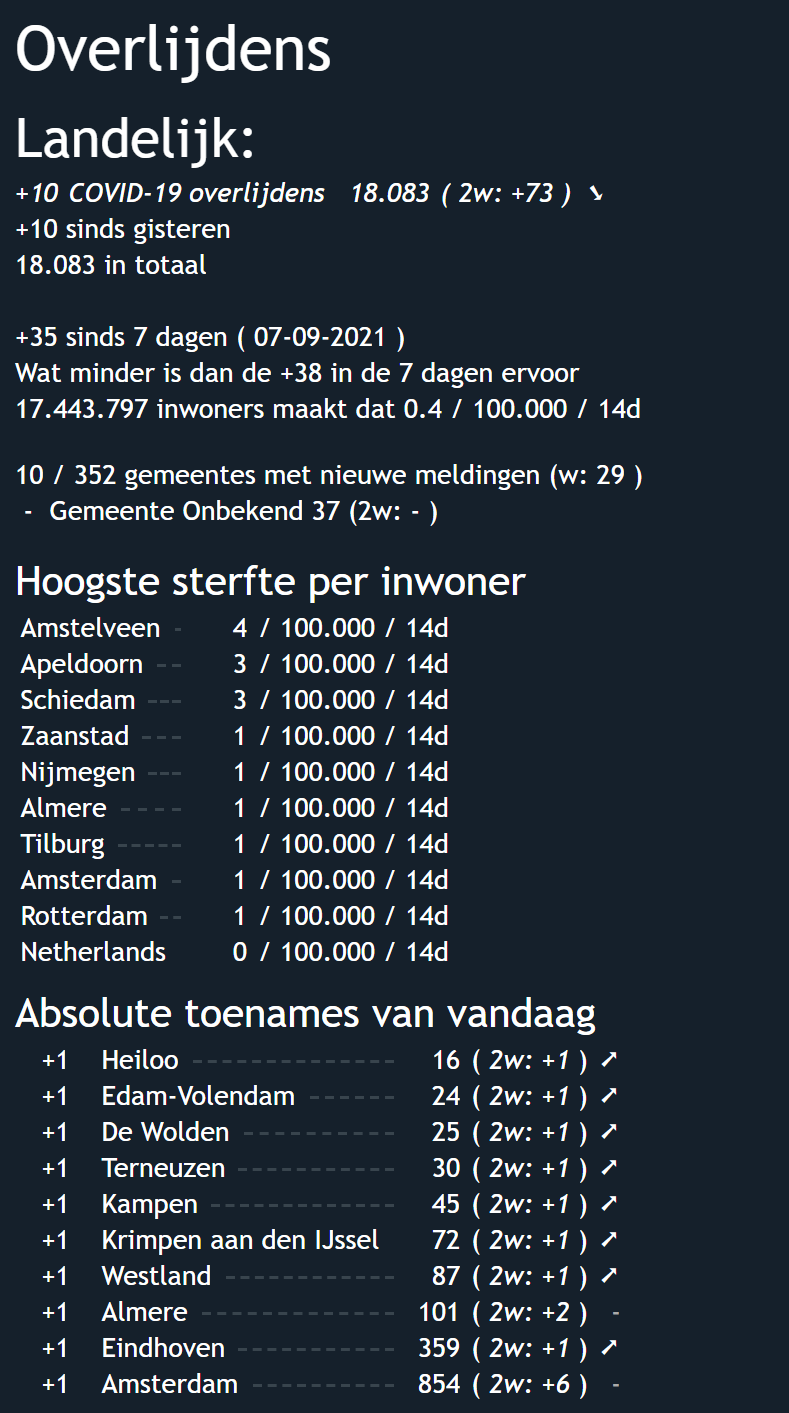 Overlijdens
Landelijk:
+10 COVID-19 overlijdens 18.083 ( 2w: +73 ) ➘
+10 sinds gisteren
18.083 in totaal
+35 sinds 7 dagen ( 07-09-2021 )
Wat minder is dan de +38 in de 7 dagen ervoor
17.443.797 inwoners maakt dat 0.4 / 100.000 / 14d
10 / 352 gemeentes met nieuwe meldingen (w: 29 )
- Gemeente Onbekend 37 (2w: - )
Hoogste sterfte per inwoner
Amstelveen - 4 / 100.000 / 14d
Apeldoorn -- 3 / 100.000 / 14d
Schiedam --- 3 / 100.000 / 14d
Zaanstad --- 1 / 100.000 / 14d
Nijmegen --- 1 / 100.000 / 14d
Almere ---- 1 / 100.000 / 14d
Tilburg ----- 1 / 100.000 / 14d
Amsterdam - 1 / 100.000 / 14d
Rotterdam -- 1 / 100.000 / 14d
Netherlands 0 / 100.000 / 14d
Absolute toenames van vandaag
+1 Heiloo -------------- 16 ( 2w: +1 ) ➚
+1 Edam-Volendam ------ 24 ( 2w: +1 ) ➚
+1 De Wolden ----------- 25 ( 2w: +1 ) ➚
+1 Terneuzen ----------- 30 ( 2w: +1 ) ➚
+1 Kampen ------------- 45 ( 2w: +1 ) ➚
+1 Krimpen aan den IJssel 72 ( 2w: +1 ) ➚
+1 Westland ------------ 87 ( 2w: +1 ) ➚
+1 Almere ------------- 101 ( 2w: +2 ) -
+1 Eindhoven ----------- 359 ( 2w: +1 ) ➚
+1 Amsterdam ---------- 854 ( 2w: +6 ) -